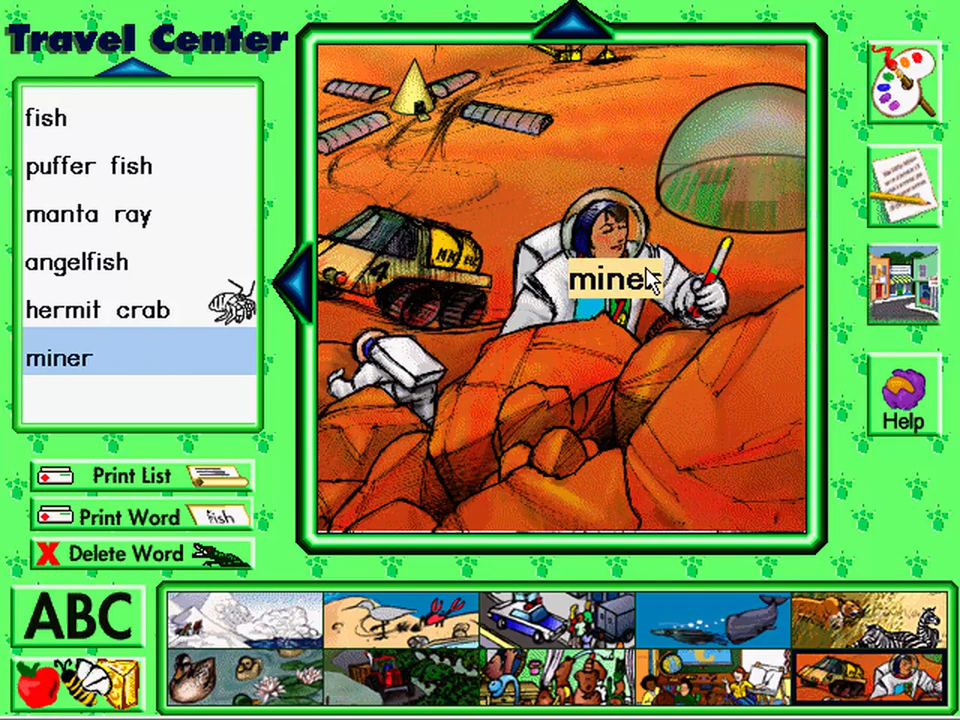 Travel Center
fish
puffer fish
manta ray
angelfish
hermit crab
miner
Print List
Print Word
fish
Delete Word
ABC
miner
4
Help